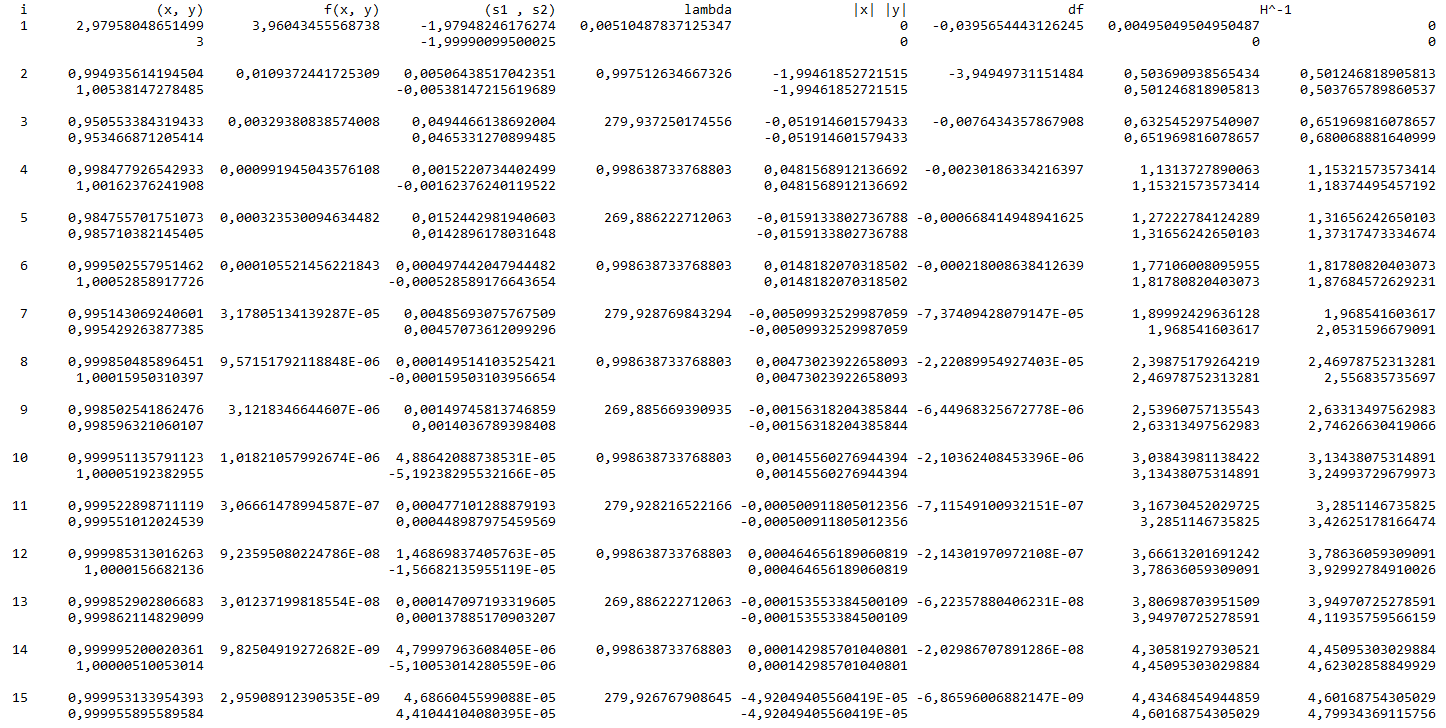 i (x, y) f(x, y) (s1 , s2) lambda |x| |y| df H^-1
1 2,97958048651499 3,96043455568738 -1,97948246176274 0,00510487837125347 0 -0,0395654443126245 0,00495049504950487 0
3 -1,99990099500025 0 0 0
2 0,994935614194504 0,0109372441725309 0,00506438517042351 0,997512634667326 -1,99461852721515 -3,94949731151484 0,503690938565434 0,501246818905813
1,00538147278485 -0,00538147215619689 -1,99461852721515 0,501246818905813 0,503765789860537
3 0,950553384319433 0,00329380838574008 0,0494466138692004 279,937250174556 -0,051914601579433 -0,0076434357867908 0,632545297540907 0,651969816078657
0,953466871205414 0,0465331270899485 -0,051914601579433 0,651969816078657 0,680068881640999
4 0,998477926542933 0,000991945043576108 0,0015220734402499 0,998638733768803 0,0481568912136692 -0,00230186334216397 1,1313727890063 1,15321573573414
1,00162376241908 -0,00162376240119522 0,0481568912136692 1,15321573573414 1,18374495457192
5 0,984755701751073 0,000323530094634482 0,0152442981940603 269,886222712063 -0,0159133802736788 -0,000668414948941625 1,27222784124289 1,31656242650103
0,985710382145405 0,0142896178031648 -0,0159133802736788 1,31656242650103 1,37317473334674
6 0,999502557951462 0,000105521456221843 0,000497442047944482 0,998638733768803 0,0148182070318502 -0,000218008638412639 1,77106008095955 1,81780820403073
1,00052858917726 -0,000528589176643654 0,0148182070318502 1,81780820403073 1,87684572629231
7 0,995143069240601 3,17805134139287E-05 0,00485693075767509 279,928769843294 -0,00509932529987059 -7,37409428079147E-05 1,89992429636128 1,968541603617
0,995429263877385 0,00457073612099296 -0,00509932529987059 1,968541603617 2,0531596679091
8 0,999850485896451 9,57151792118848E-06 0,000149514103525421 0,998638733768803 0,00473023922658093 -2,22089954927403E-05 2,39875179264219 2,46978752313281
1,00015950310397 -0,000159503103956654 0,00473023922658093 2,46978752313281 2,556835735697
9 0,998502541862476 3,1218346644607E-06 0,00149745813746859 269,885669390935 -0,00156318204385844 -6,44968325672778E-06 2,53960757135543 2,63313497562983
0,998596321060107 0,0014036789398408 -0,00156318204385844 2,63313497562983 2,74626630419066
10 0,999951135791123 1,01821057992674E-06 4,88642088738531E-05 0,998638733768803 0,00145560276944394 -2,10362408453396E-06 3,03843981138422 3,13438075314891
1,00005192382955 -5,19238295532166E-05 0,00145560276944394 3,13438075314891 3,24993729679973
11 0,999522898711119 3,06661478994587E-07 0,000477101288879193 279,928216522166 -0,000500911805012356 -7,11549100932151E-07 3,16730452029725 3,2851146735825
0,999551012024539 0,000448987975459569 -0,000500911805012356 3,2851146735825 3,42625178166474
12 0,999985313016263 9,23595080224786E-08 1,46869837405763E-05 0,998638733768803 0,000464656189060819 -2,14301970972108E-07 3,66613201691242 3,78636059309091
1,0000156682136 -1,56682135955119E-05 0,000464656189060819 3,78636059309091 3,92992784910026
13 0,999852902806683 3,01237199818554E-08 0,000147097193319605 269,886222712063 -0,000153553384500109 -6,22357880406231E-08 3,80698703951509 3,94970725278591
0,999862114829099 0,000137885170903207 -0,000153553384500109 3,94970725278591 4,11935759566159
14 0,999995200020361 9,82504919272682E-09 4,79997963608405E-06 0,998638733768803 0,000142985701040801 -2,02986707891286E-08 4,30581927930521 4,45095303029884
1,00000510053014 -5,10053014280559E-06 0,000142985701040801 4,45095303029884 4,62302858849929
15 0,999953133954393 2,95908912390535E-09 4,6866045599088E-05 279,926767908645 -4,92049405560419E-05 -6,86596006882147E-09 4,43468454944859 4,60168754305029
0,999955895589584 4,41044104080395E-05 -4,92049405560419E-05 4,60168754305029 4,79934369115756